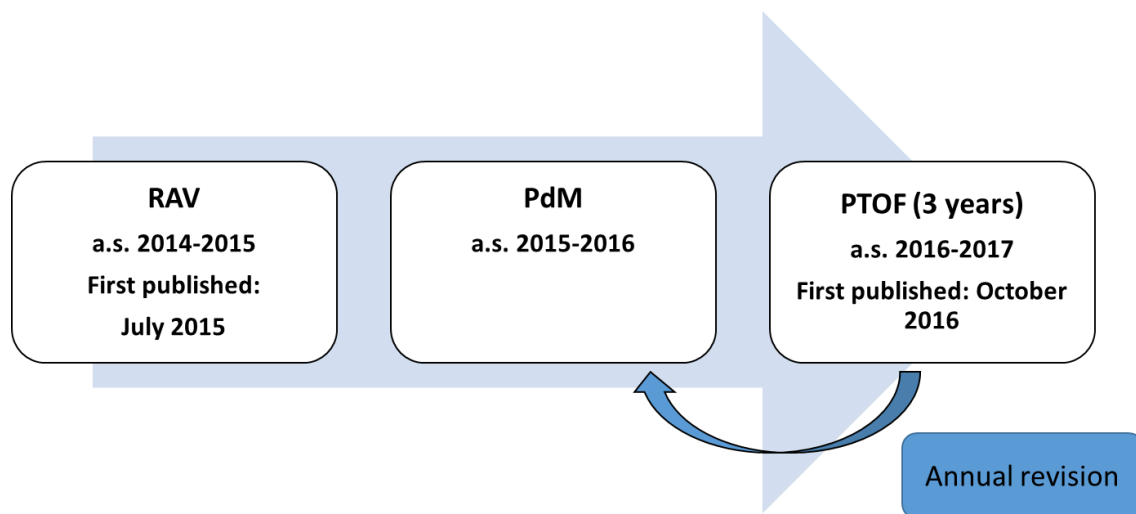 RAV
a.s. 2014-2015
First published:
July 2015
PdM
a.s. 2015-2016
PTOF (3 years)
a.s. 2016-2017
First published: October
2016
Annual revision